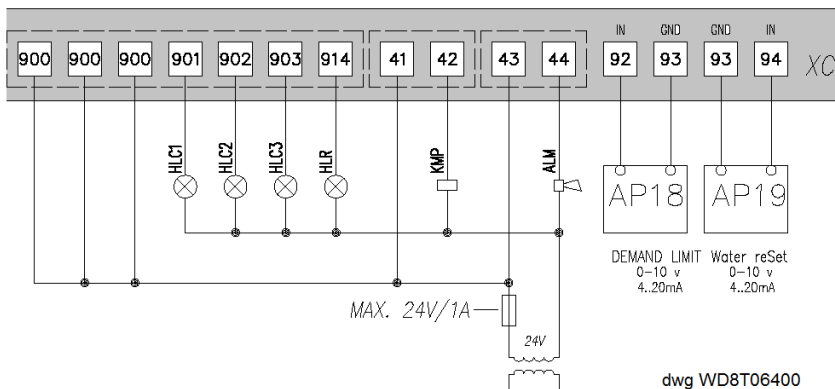 IN GND GND IN
900 900 900 901 902 903 914 41 42 43 44 92 93 93 94 XC
HLC1 HLC2 HLC3 HLR KMP ALM
AP18 AP19
DEMAND LIMIT Water reSet
0-10 v 0-10 v
4..20mA 4..20mA
MAX. 24V/1A
24V
dwg WD8T06400